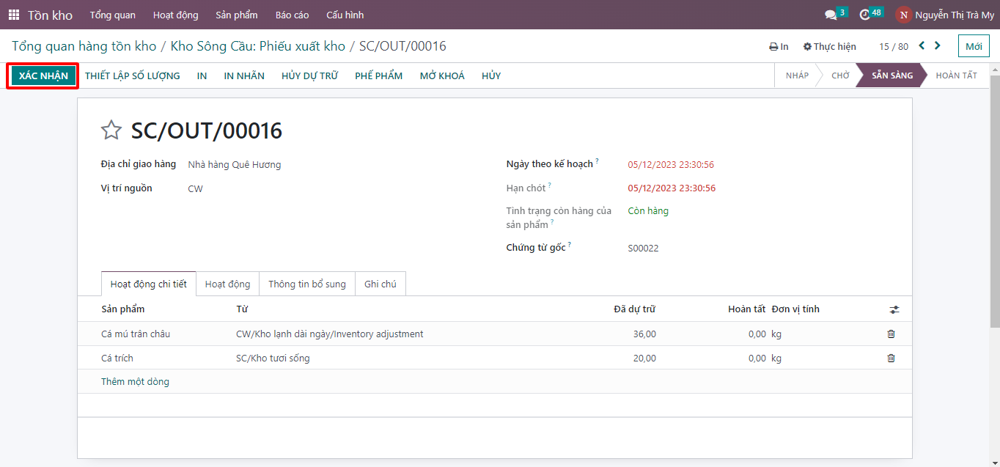 Tồn kho Tổng quan Hoạt động Sản phẩm Báo cáo Cấu hình 3 48 N Nguyễn Thị Trà My
Tổng quan hàng tồn kho / Kho Sông Cầu: Phiếu xuất kho / SC/OUT/00016 In Thực hiện 15 / 80 Mới
XÁC NHẬN THIẾT LẬP SỐ LƯỢNG IN IN NHÃN HỦY DỰ TRỮ PHẾ PHẨM MỞ KHOÁ HỦY NHÁP CHỜ SẴN SÀNG HOÀN TẤT
SC/OUT/00016
Địa chỉ giao hàng Nhà hàng Quê Hương Ngày theo kế hoạch ? 05/12/2023 23:30:56
Vị trí nguồn CW Hạn chót ? 05/12/2023 23:30:56
Tình trạng còn hàng của Còn hàng
sản phẩm ?
Chứng từ gốc ? S00022
Hoạt động chi tiết Hoạt động Thông tin bổ sung Ghi chú
Sản phẩm Từ Đã dự trữ Hoàn tất Đơn vị tính
Cá mú trân châu CW/Kho lạnh dài ngày/Inventory adjustment 36,00 0,00 kg
Cá trích SC/Kho tươi sống 20,00 0,00 kg
Thêm một dòng